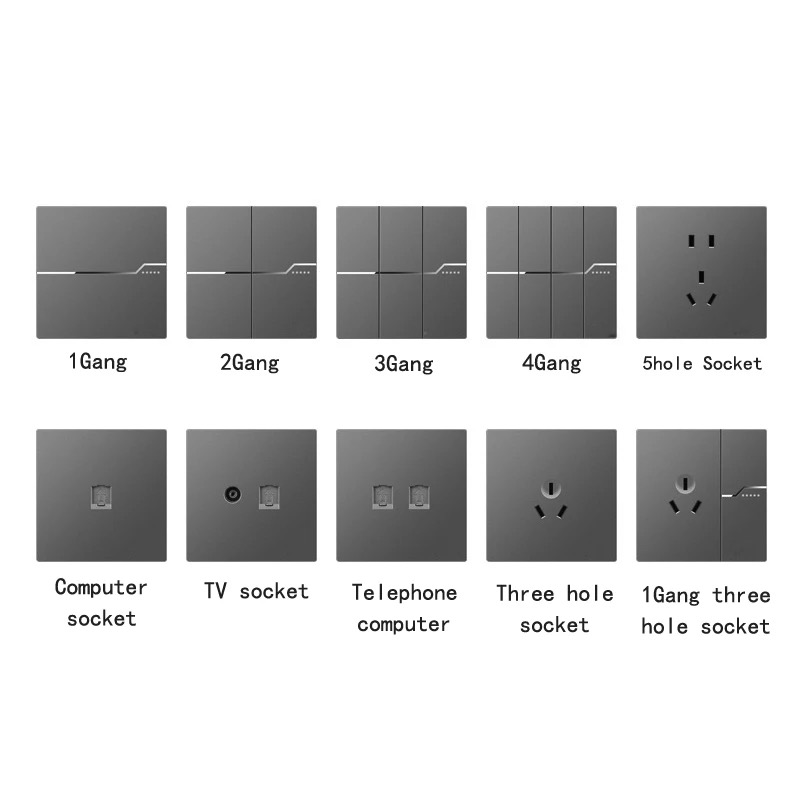 1Gang
2Gang
3Gang
4Gang
5hole Socket
Computer
socket
TV socket
Telephone
computer
Three hole
socket
1Gang three
hole socket